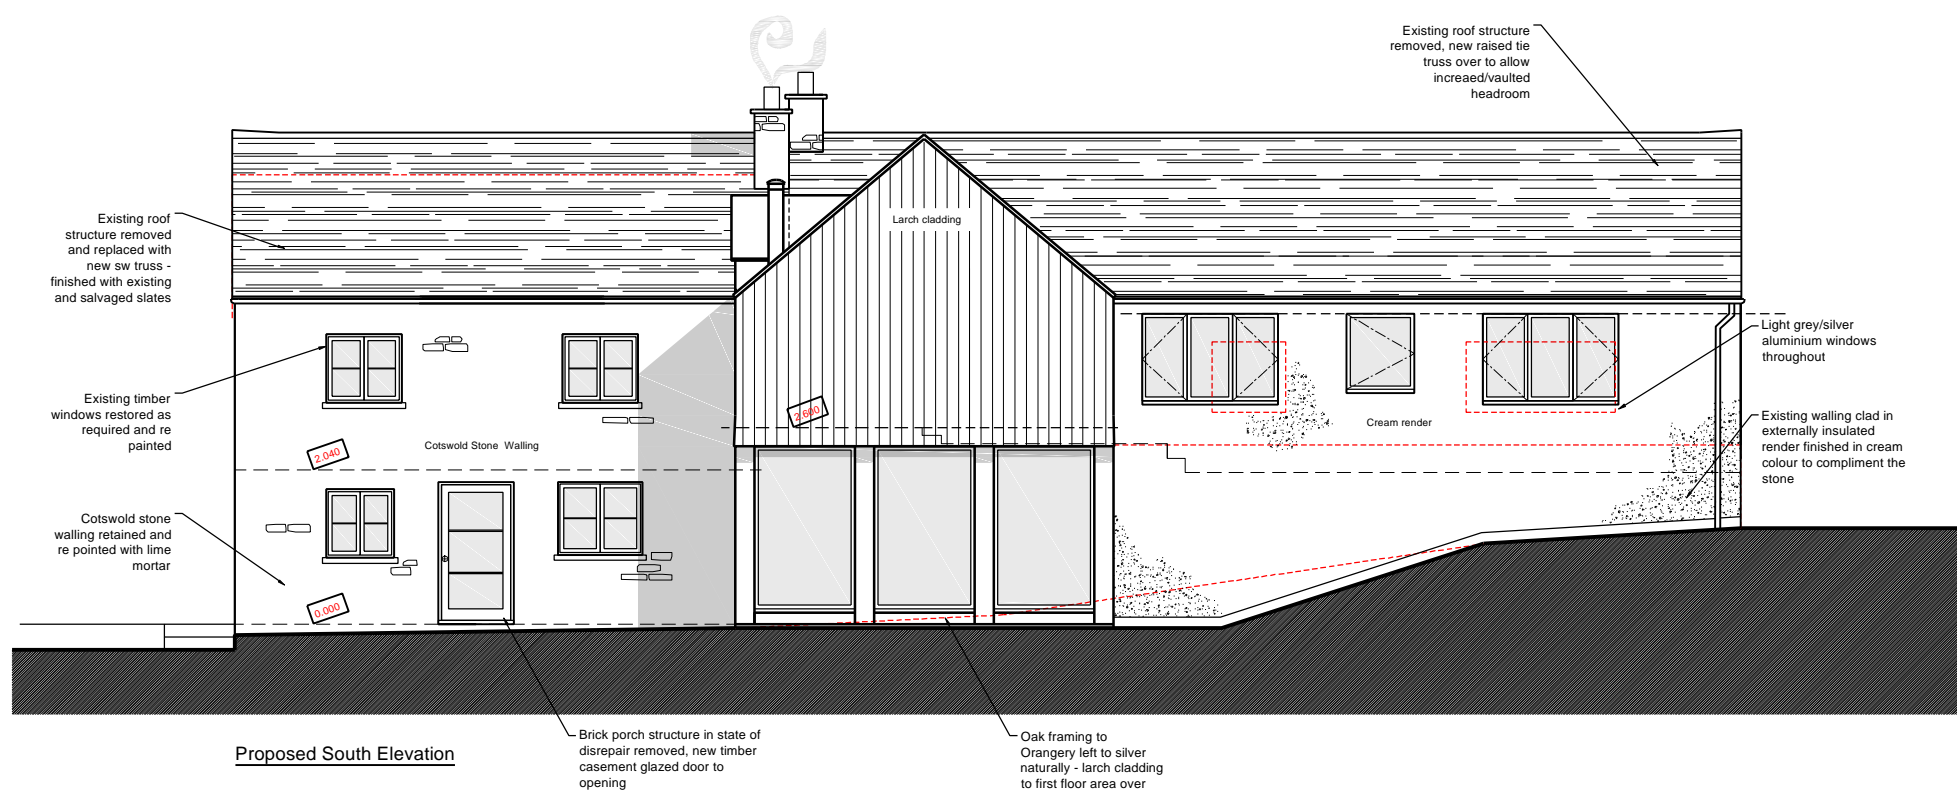 Existing roof structure
removed, new raised tie
truss over to allow
increaed/vaulted
headroom
Existing roof
structure removed
and replaced with
new sw truss -
finished with existing
and salvaged slates
Larch cladding
Light grey/silver
aluminium windows
throughout
Existing timber
windows restored as
required and re
painted
2.600
Cream render
Existing walling clad in
externally insulated
render finished in cream
colour to compliment the
stone
2.040
Cotswold Stone Walling
Cotswold stone
walling retained and
re pointed with lime
mortar
0.000
Brick porch structure in state of
disrepair removed, new timber
casement glazed door to
opening
Oak framing to
Orangery left to silver
naturally - larch cladding
to first floor area over
Proposed South Elevation